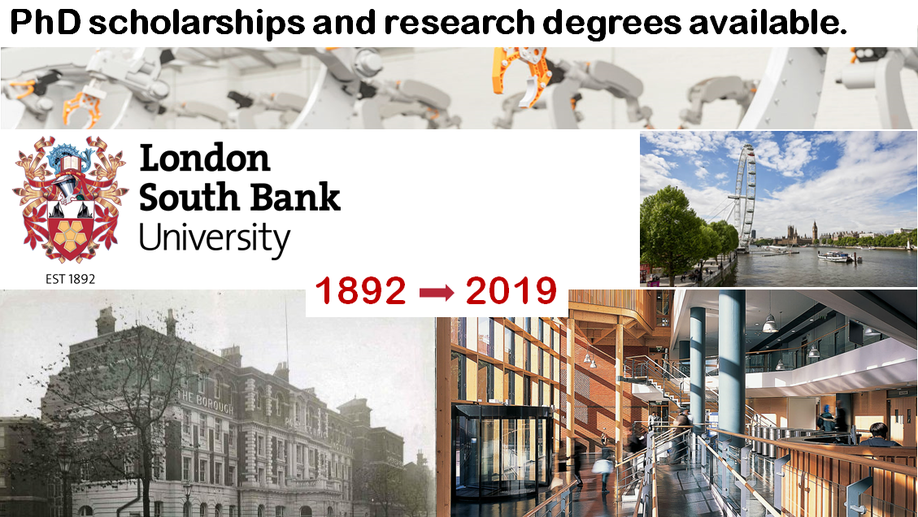 PhD scholarships and research degrees available.
London
South Bank
University
EST 1892
1892 2019
THE BOROUGH